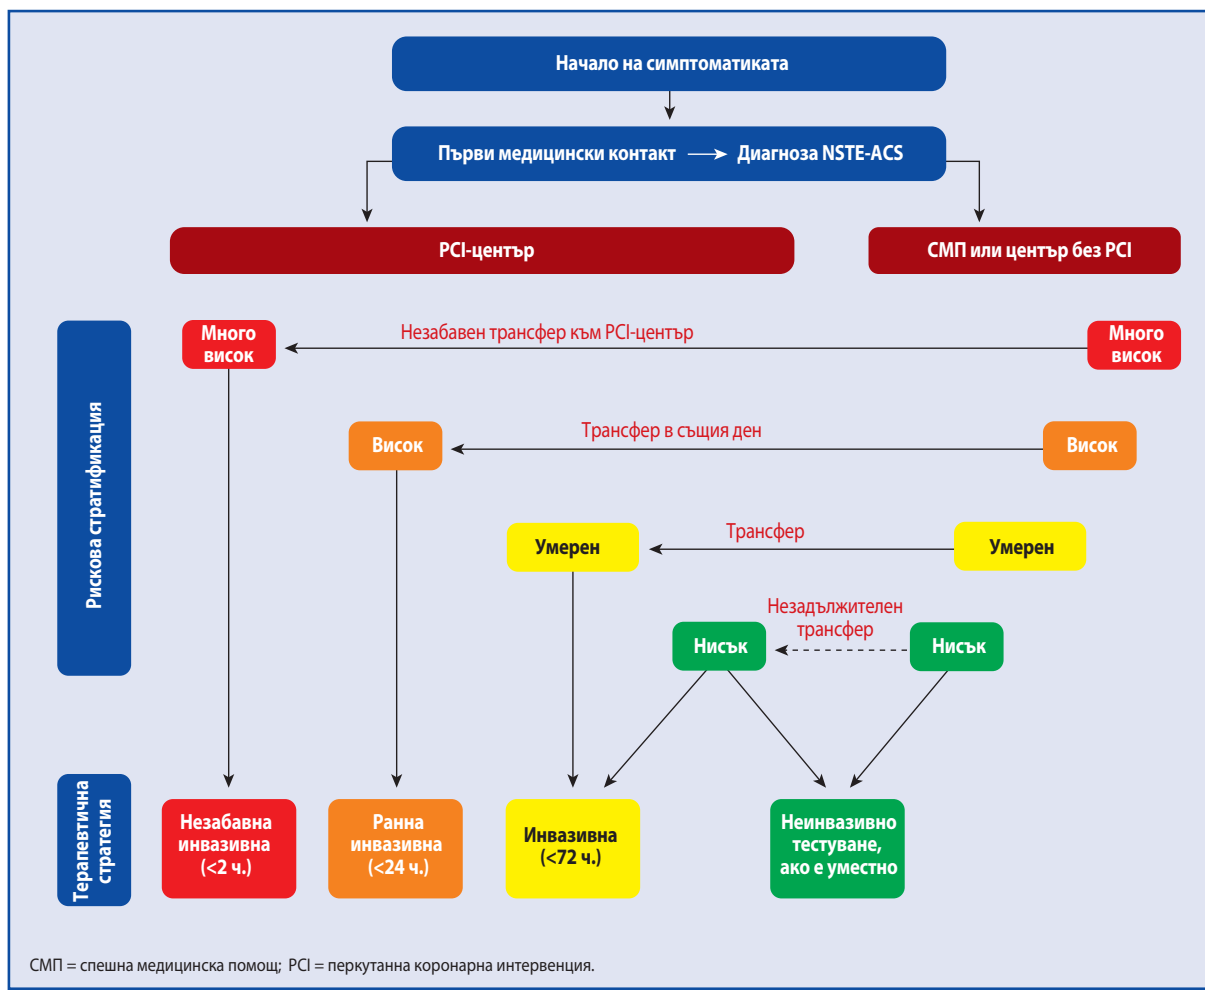 Начало на симптоматиката
Първи медицински контакт
Диагноза NSTE-ACS
PCI-център
СМП или център без PCI
Рискова стратификация
Много
висок
Незабавен трансфер към PCI-център
Много
висок
Висок
Трансфер в същия ден
Висок
Умерен
Трансфер
Умерен
Нисък
Незадължителен
трансфер
Нисък
Терапевтична
стратегия
Незабавна
инвазивна
(<2 ч.)
Ранна
инвазивна
(<24 ч.)
Инвазивна
(<72 ч.)
Неинвазивно
тестуване,
ако е уместно
СМП = спешна медицинска помощ; PCI = перкутанна коронарна интервенция.